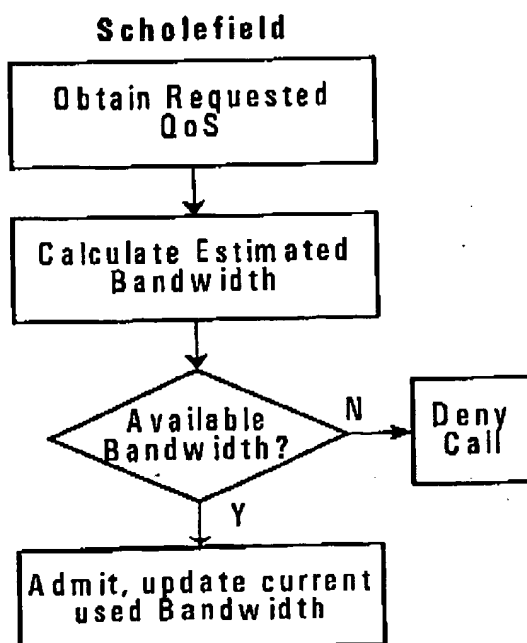 Scholefield
Obtain Requested
QoS
Calculate Estimated
Bandwidth
Available
Bandwidth?
N
Deny
Call
Y
Admit, update current
used Bandwidth